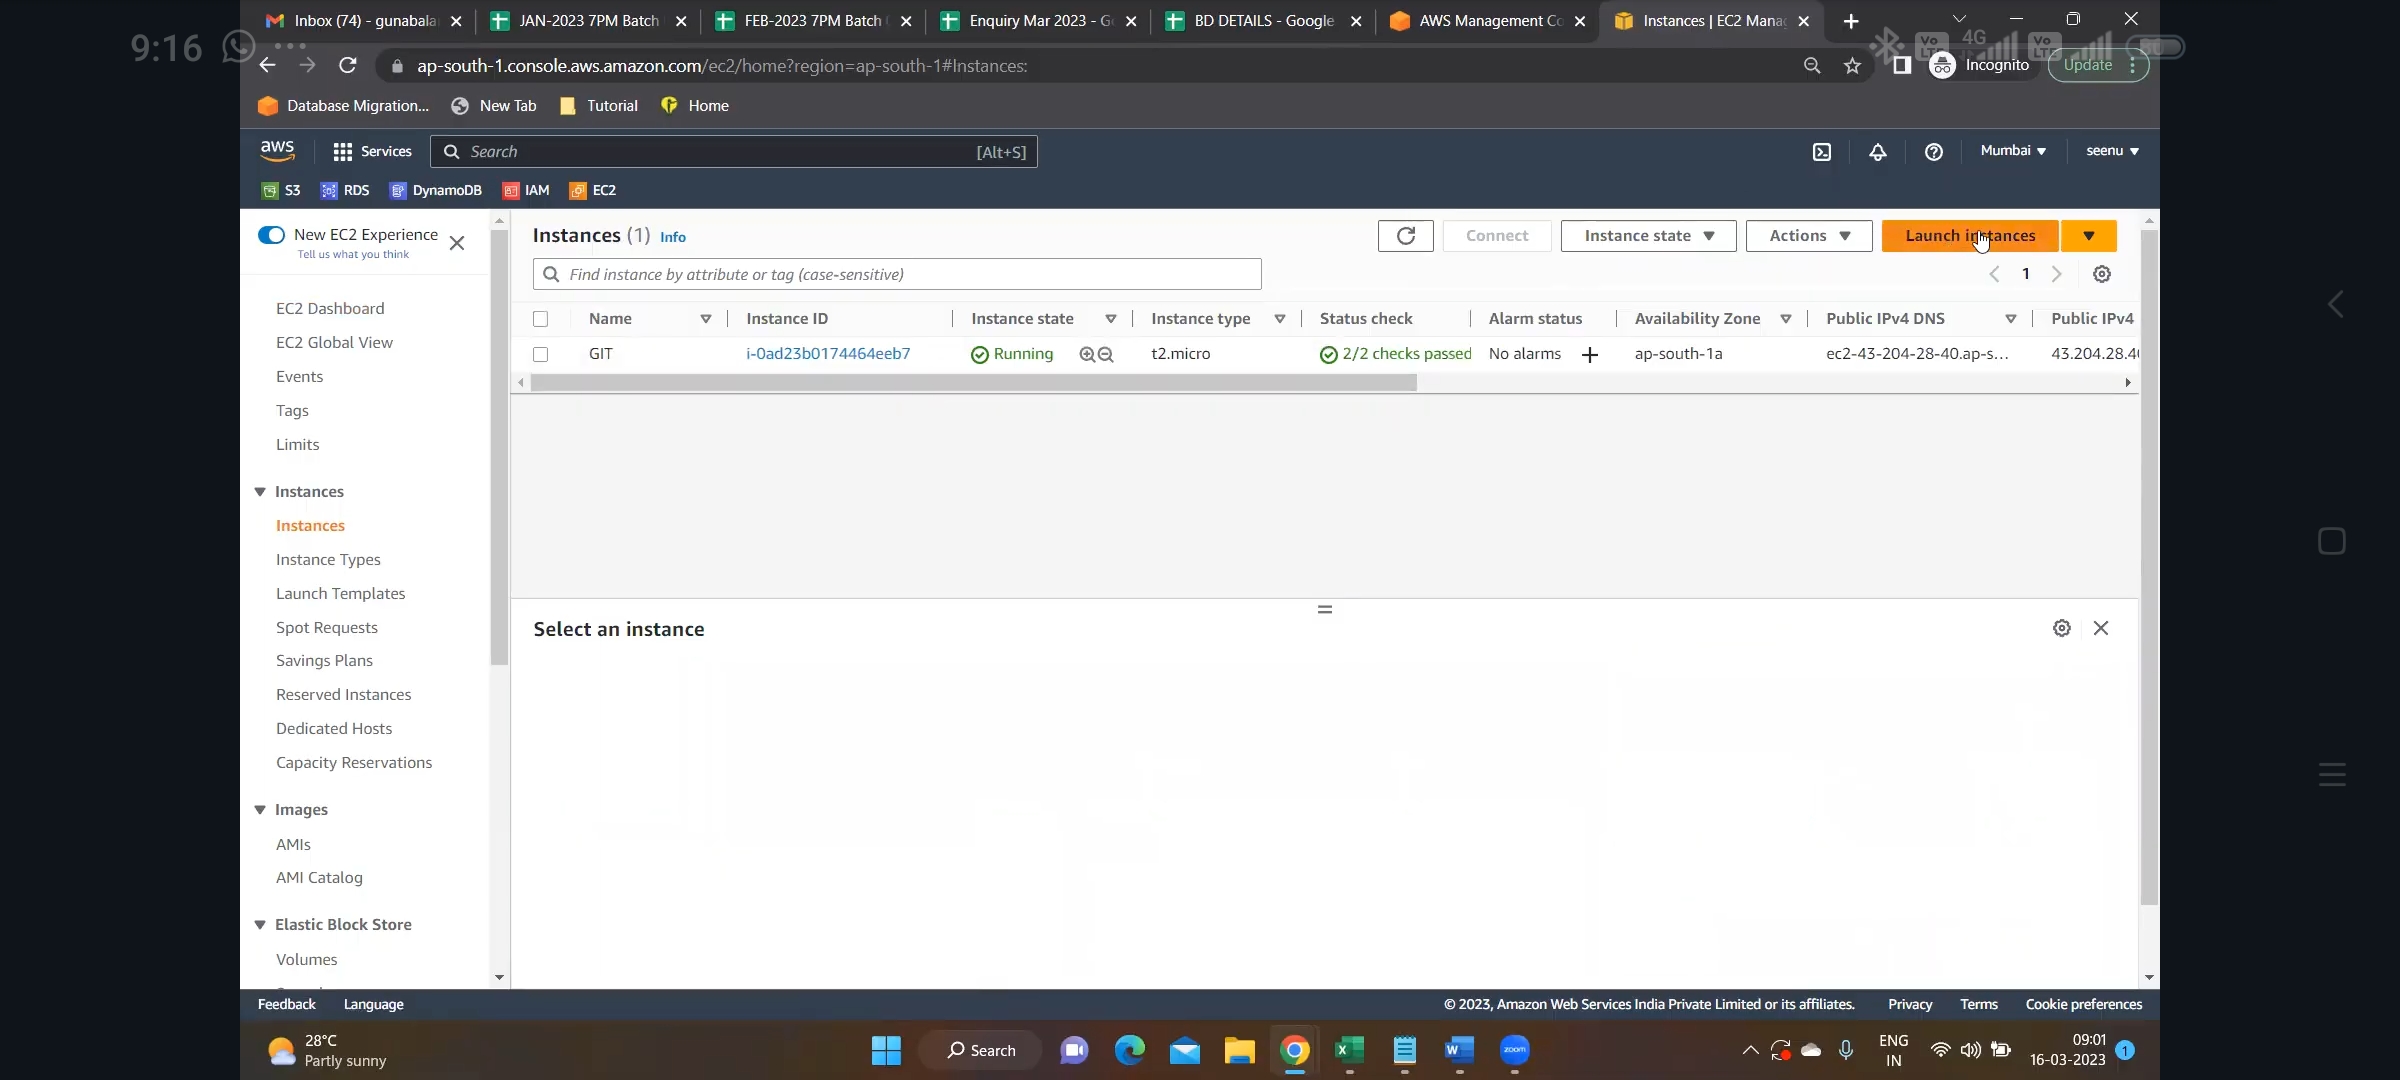 Inbox (74) - gunabala
JAN-2023 7PM Batch
FEB-2023 7PM Batch
Enquiry Mar 2023 - G
BD DETAILS - Google
AWS Management Co
Instances | EC2 Mana
9:16
4G
ap-south-1.console.aws.amazon.com/ec2/home?region=ap-south-1#Instances:
Incognito
Update
Database Migration...
New Tab
Tutorial
Home
aws
Services
Search
[Alt+S]
Mumbai
seenu
S3
RDS
DynamoDB
IAM
EC2
New EC2 Experience
Tell us what you think
EC2 Dashboard
EC2 Global View
Events
Tags
Limits
Instances
Instances
Instance Types
Launch Templates
Spot Requests
Savings Plans
Reserved Instances
Dedicated Hosts
Capacity Reservations
Images
AMIs
AMI Catalog
Elastic Block Store
Volumes
Instances (1) Info
Connect
Instance state
Actions
Launch instances
Find instance by attribute or tag (case-sensitive)
1
Name Instance ID Instance state Instance type Status check Alarm status Availability Zone Public IPv4 DNS Public IPv4
GIT i-0ad23b0174464eeb7 Running t2.micro 2/2 checks passed No alarms ap-south-1a ec2-43-204-28-40.ap-s... 43.204.28.4
Select an instance
Feedback
Language
© 2023, Amazon Web Services India Private Limited or its affiliates.
Privacy
Terms
Cookie preferences
28°C
Partly sunny
Search
zoom
ENG
IN
09:01
16-03-2023
1